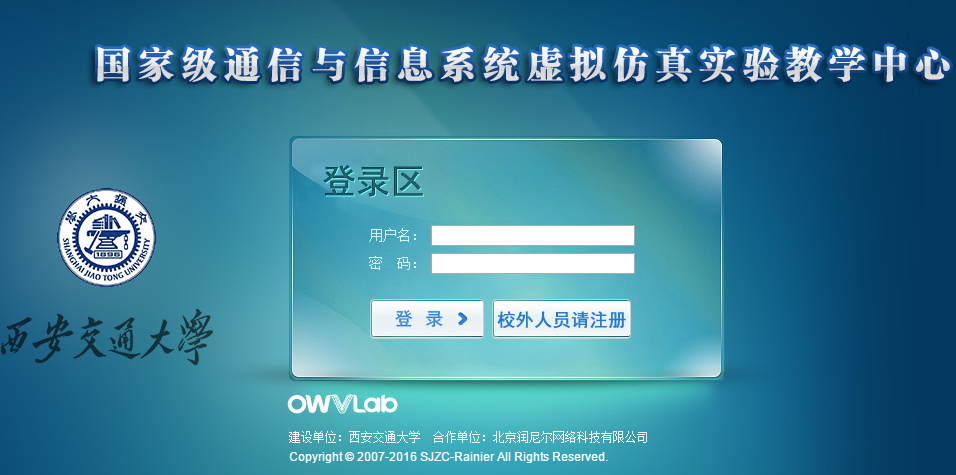 国家级通信与信息系统虚拟仿真实验教学中心
登录区
用户名：
密 码：
登 录
校外人员请注册
交通大學
SHANGHAI JIAO TONG UNIVERSITY
1896
西安交通大學
OWVLab
建设单位：西安交通大学 合作单位：北京润尼尔网络科技有限公司
Copyright © 2007-2016 SJZC-Rainier All Rights Reserved.